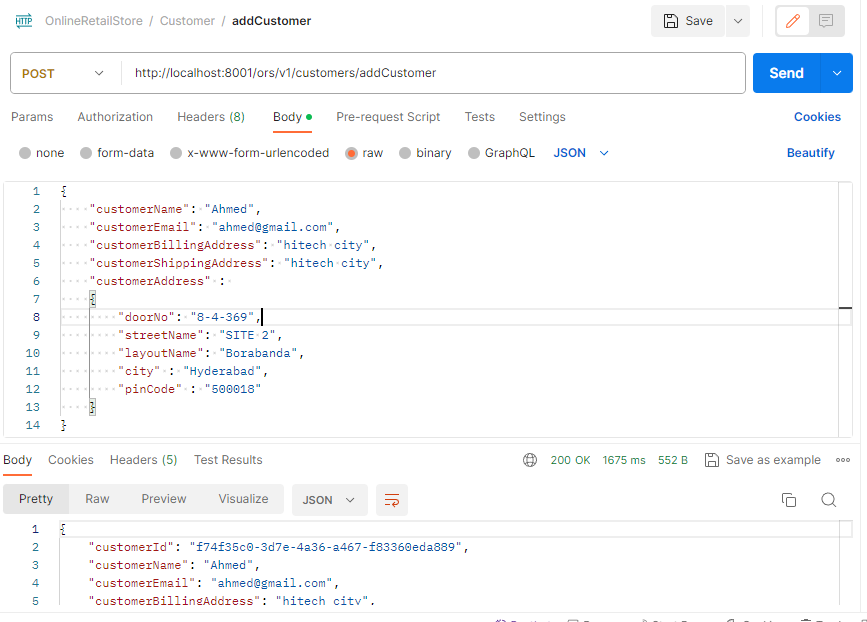 HTTP OnlineRetailStore / Customer / addCustomer Save
POST http://localhost:8001/ors/v1/customers/addCustomer Send
Params Authorization Headers (8) Body Pre-request Script Tests Settings Cookies
none form-data x-www-form-urlencoded raw binary GraphQL JSON Beautify
1 {
2 "customerName": "Ahmed",
3 "customerEmail": "ahmed@gmail.com",
4 "customerBillingAddress": "hitech city",
5 "customerShippingAddress": "hitech city",
6 "customerAddress" :
7 {
8 "doorNo": "8-4-369",
9 "streetName": "SITE 2",
10 "layoutName": "Borabanda",
11 "city" : "Hyderabad",
12 "pinCode" : "500018"
13 }
14 }
Body Cookies Headers (5) Test Results 200 OK 1675 ms 552 B Save as example
Pretty Raw Preview Visualize JSON
1 {
2 "customerId": "f74f35c0-3d7e-4a36-a467-f83360eda889",
3 "customerName": "Ahmed",
4 "customerEmail": "ahmed@gmail.com",
5 "customerBillingAddress": "hitech city",